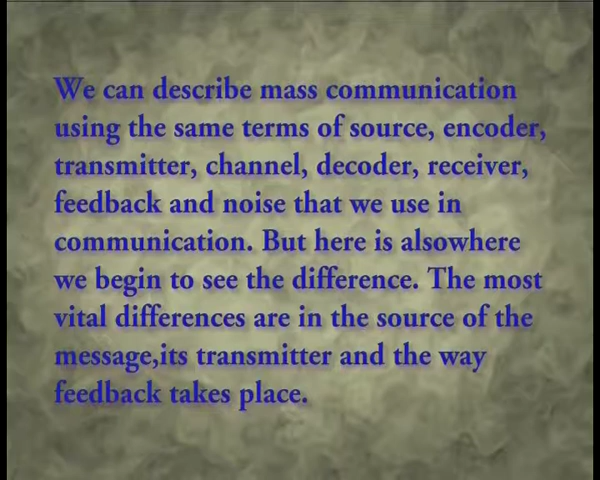 We can describe mass communication
using the same terms of source, encoder,
transmitter, channel, decoder, receiver,
feedback and noise that we use in
communication. But here is alsowhere
we begin to see the difference. The most
vital differences are in the source of the
message,its transmitter and the way
feedback takes place.